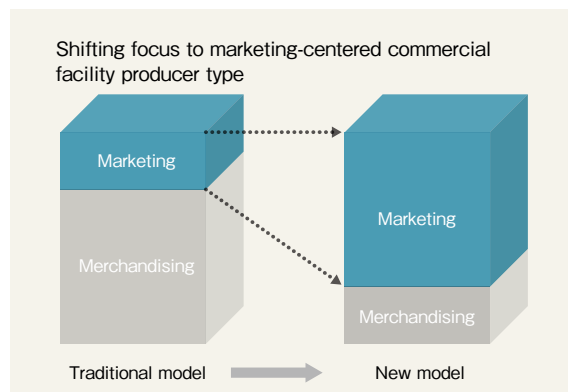 Shifting focus to marketing-centered commercial
facility producer type
Marketing
Merchandising
Marketing
Merchandising
Traditional model
New model